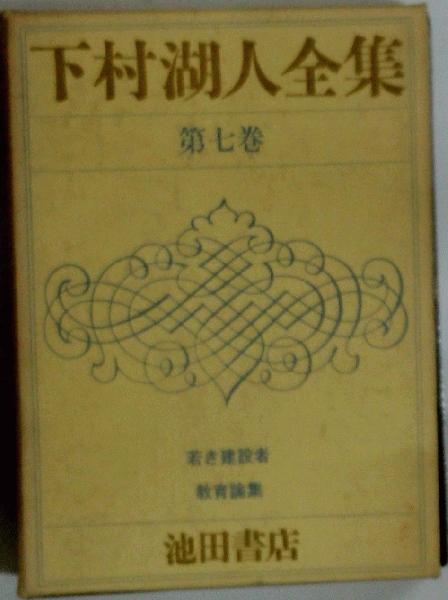 下村湖人全集
第七巻
若き建設者
教育論集
池田書店